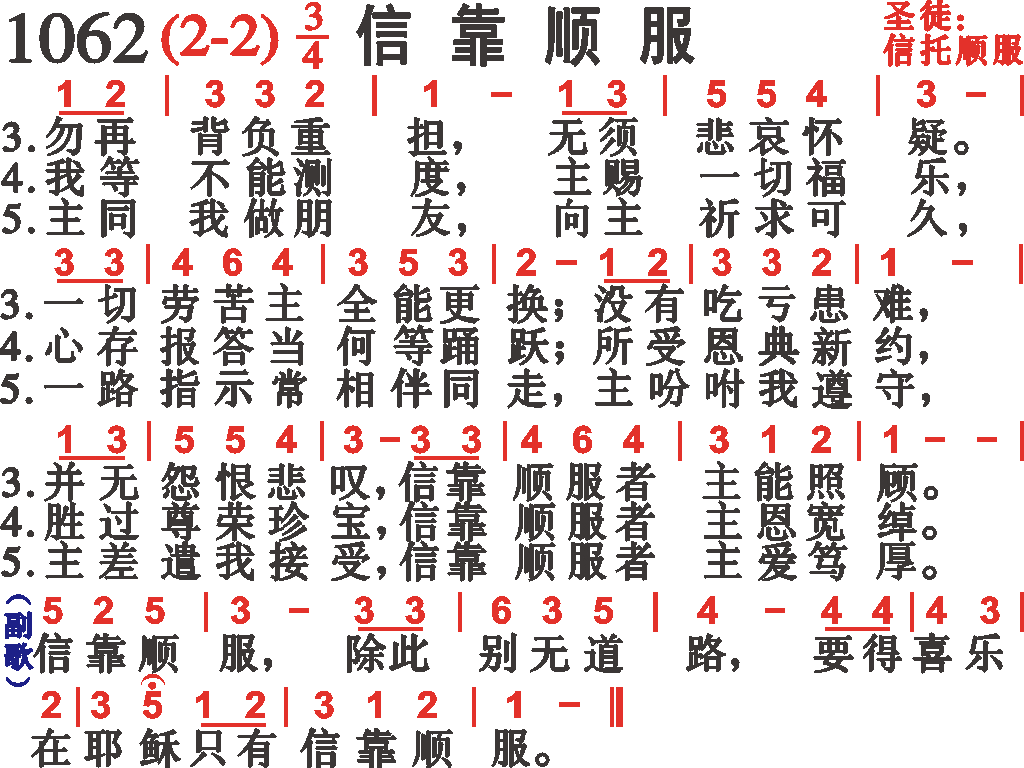 1062 (2-2) 3/4 信靠顺服 圣徒：
信托顺服
1 2 | 3 3 2 | 1 - 1 3 | 5 5 4 | 3 - |
3.勿再 背负重 担， 无须 悲哀怀 疑。
4.我等 不能测 度， 主赐 一切福 乐，
5.主同 我做朋 友， 向主 祈求可 久，
3 3 | 4 6 4 | 3 5 3 | 2 - 1 2 | 3 3 2 | 1 - |
3.一切 劳苦主 全能更 换；没有吃亏患 难，
4.心存 报答当 何等踊 跃；所受恩典新 约，
5.一路 指示常 相伴同 走，主吩咐我遵 守，
1 3 | 5 5 4 | 3 - 3 3 | 4 6 4 | 3 1 2 | 1 - - |
3.并无 怨恨悲 叹，信靠 顺服者 主能照 顾。
4.胜过 尊荣珍 宝，信靠 顺服者 主恩宽 绰。
5.主差 遣我接 受，信靠 顺服者 主爱笃 厚。
5 2 5 | 3 - 3 3 | 6 3 5 | 4 - 4 4 | 4 3 |
（副歌）信靠顺 服， 除此 别无道 路， 要得喜乐
2 | 3 5 1 2 | 3 1 2 | 1 - ‖
在耶稣只有 信靠顺 服。